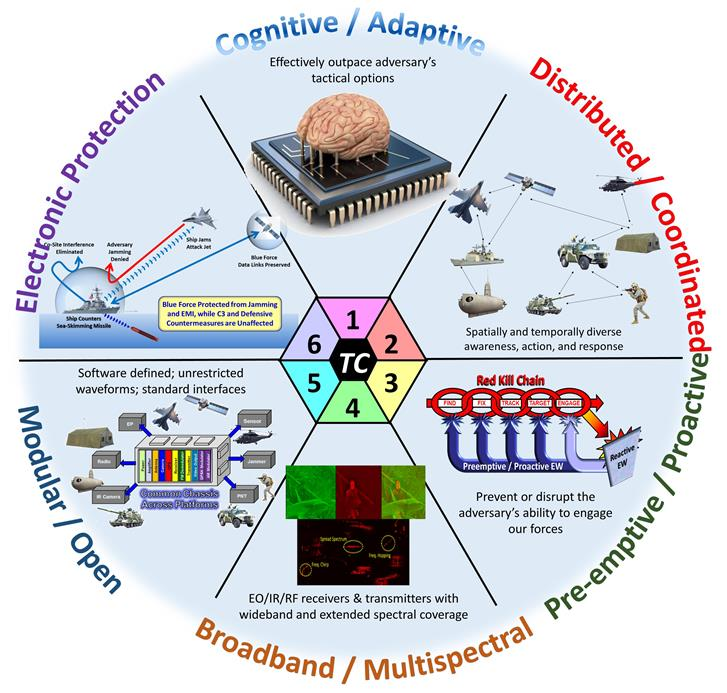 Cognitive / Adaptive
Effectively outpace adversary's
tactical options
Distributed / Coordinated
Spatially and temporally diverse
awareness, action, and response
Pre-emptive / Proactive
Red Kill Chain
FIND
FIX
TRACK
TARGET
ENGAGE
Preemptive / Proactive EW
Reactive
EW
Prevent or disrupt the
adversary's ability to engage
our forces
Broadband / Multispectral
Spread Spectrum
Freq. Hopping
Freq. Chirp
EO/IR/RF receivers & transmitters with
wideband and extended spectral coverage
Modular / Open
Software defined; unrestricted
waveforms; standard interfaces
EP
Sensor
Radio
Jammer
IR Camera
PNT
Common Chassis
Across Platforms
Electronic Protection
Co-Site Interference
Eliminated
Adversary
Jamming
Denied
Ship Jams
Attack Jet
Blue Force
Data Links Preserved
Ship Counters
Sea-Skimming Missile
Blue Force Protected from Jamming
and EMI, while C3 and Defensive
Countermeasures are Unaffected
1
2
3
4
5
6
TC